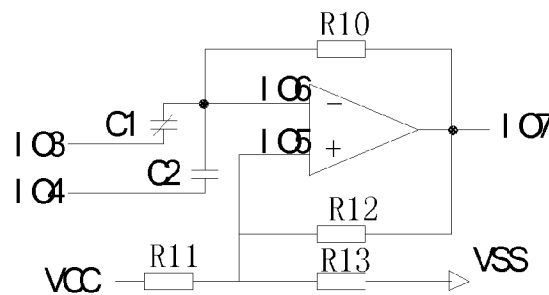 R10
IO6
−
C1
IO3
IO5
+
IO7
C2
IO4
R12
VSS
R11
R13
VCC